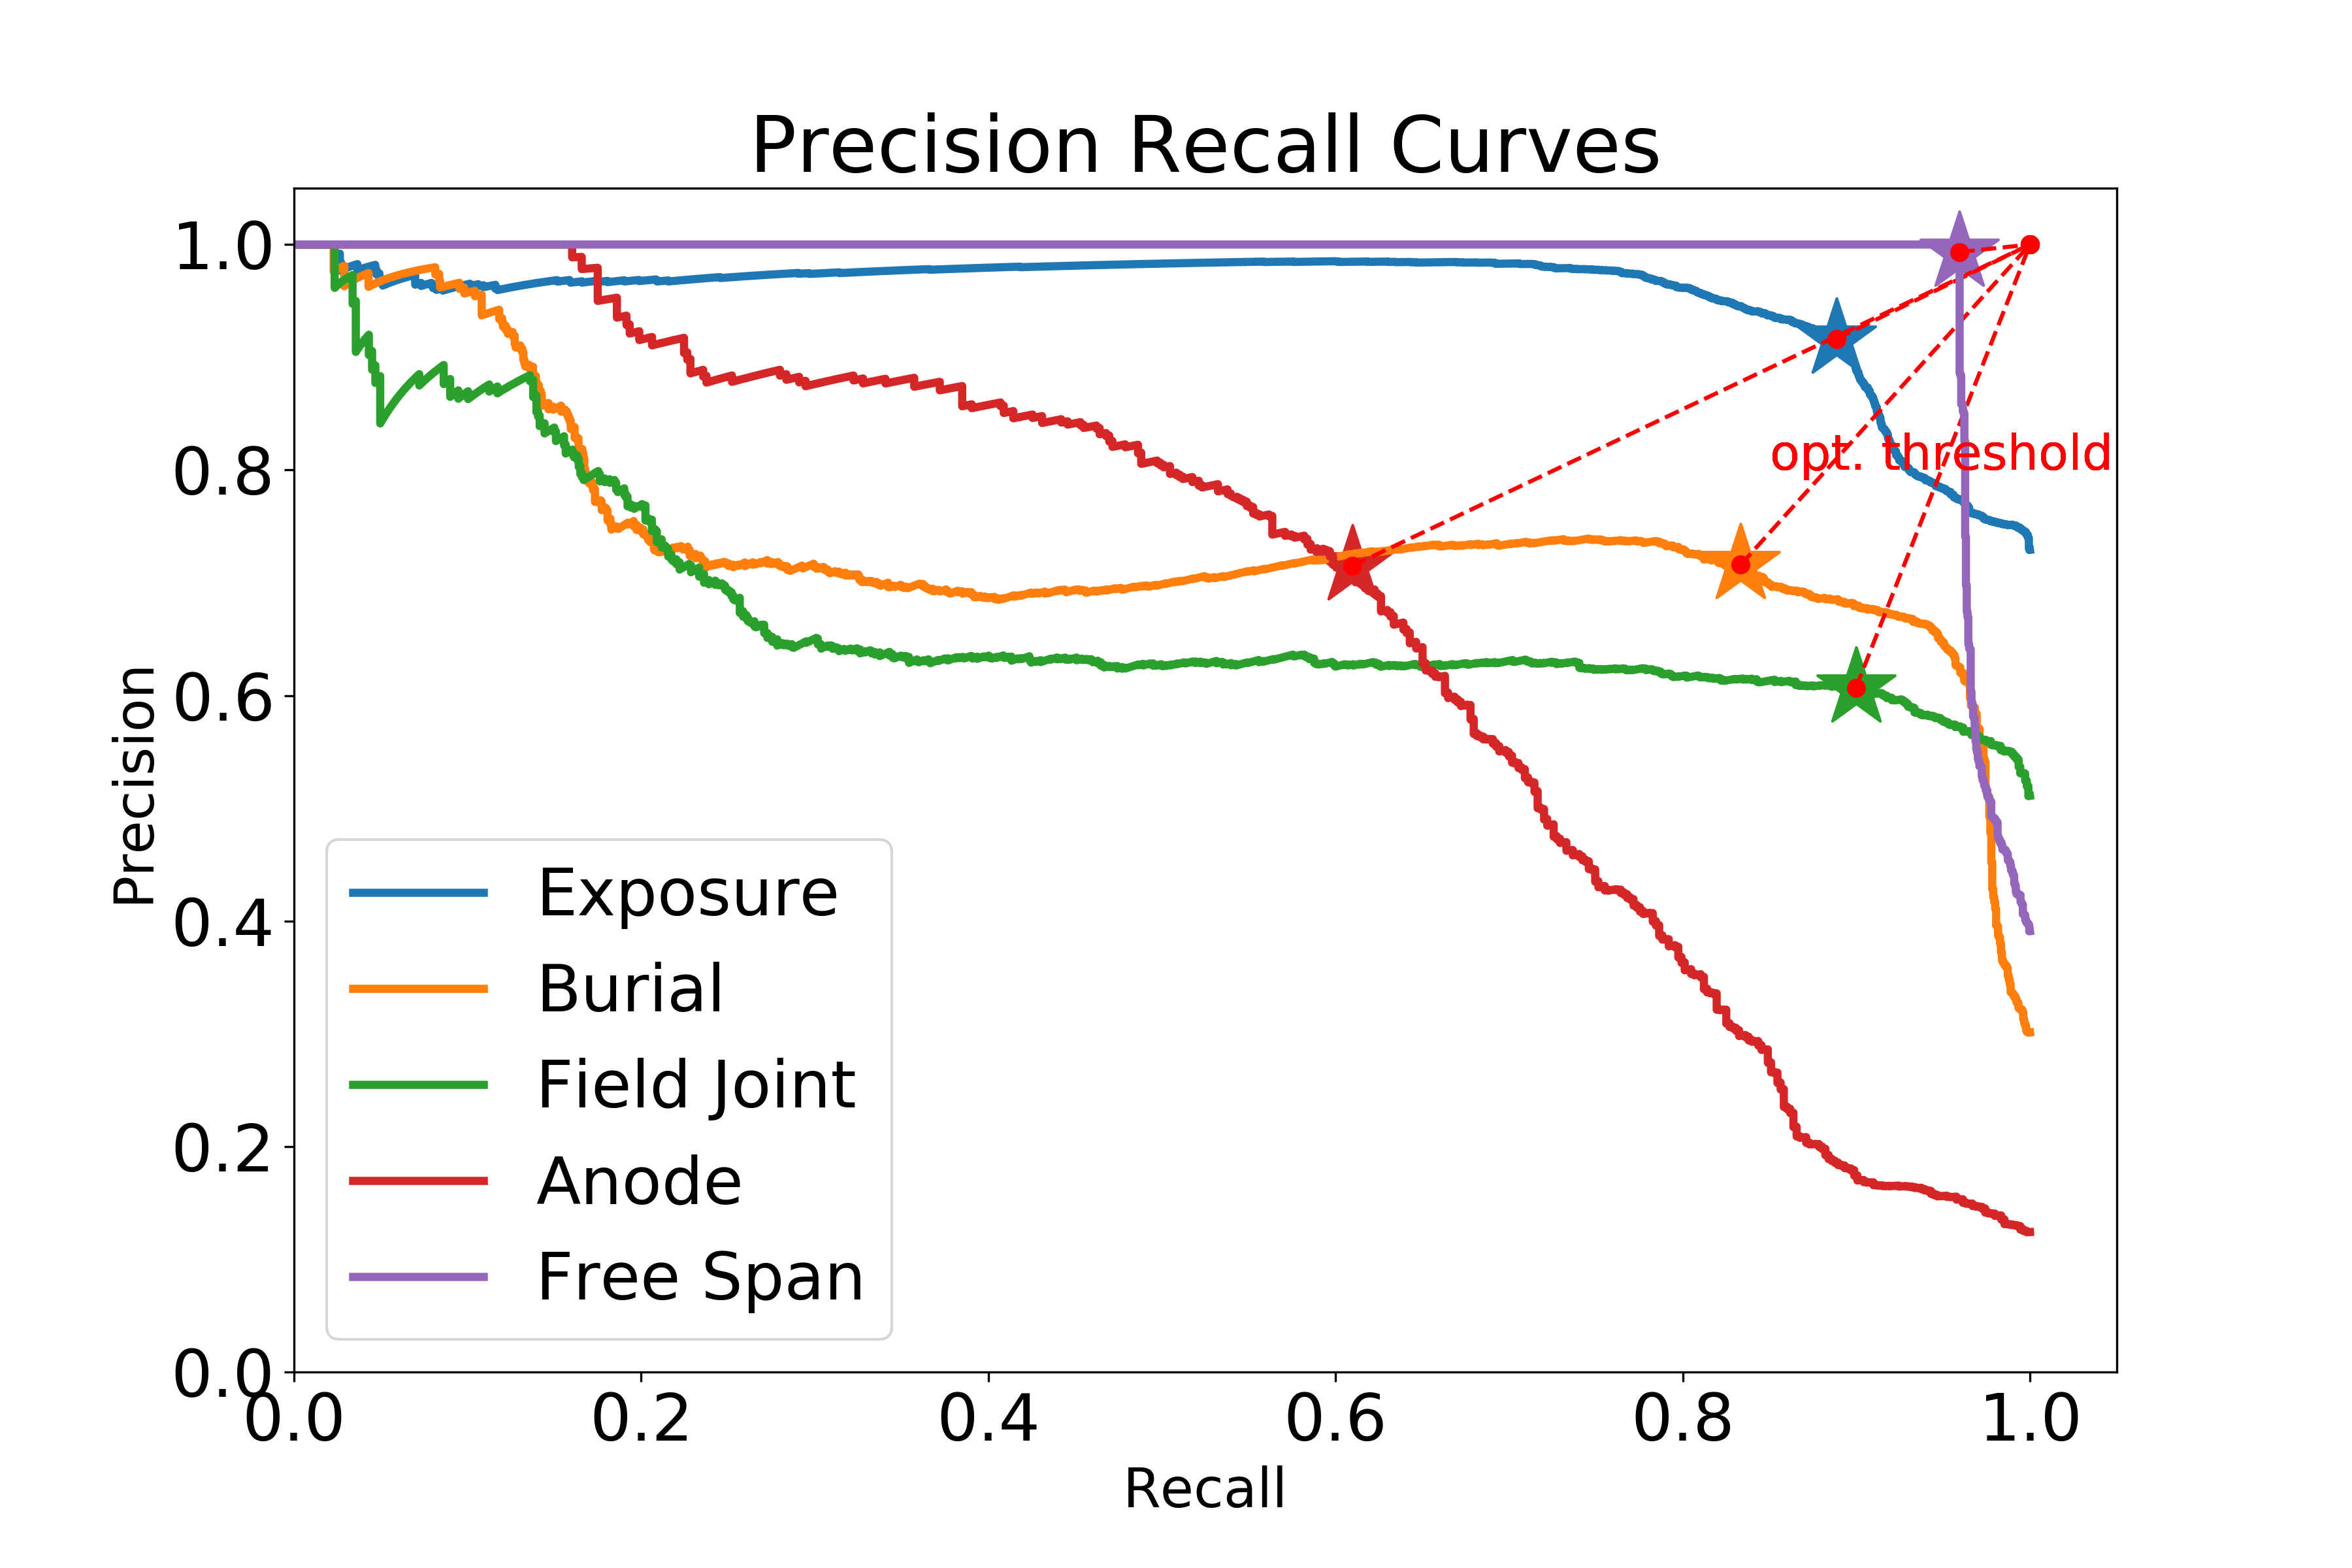 Precision Recall Curves
1.0
0.8
0.6
0.4
0.2
0.0
Precision
opt. threshold
Exposure
Burial
Field Joint
Anode
Free Span
0.0 0.2 0.4 0.6 0.8 1.0
Recall